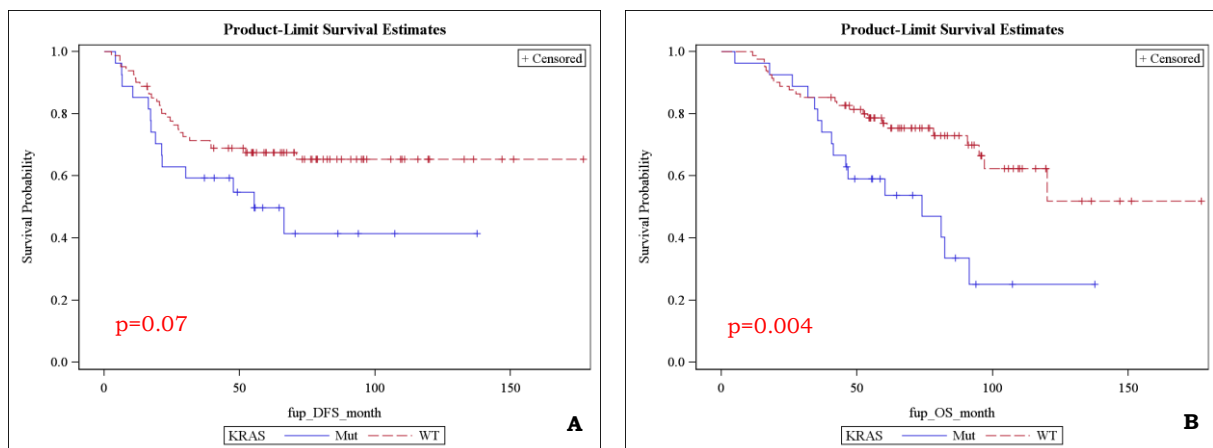 Product-Limit Survival Estimates
+ Censored
1.0
0.8
0.6
0.4
0.2
0.0
Survival Probability
p=0.07
0 50 100 150
fup_DFS_month
KRAS Mut WT
A
Product-Limit Survival Estimates
+ Censored
1.0
0.8
0.6
0.4
0.2
0.0
Survival Probability
p=0.004
0 50 100 150
fup_OS_month
KRAS Mut WT
B